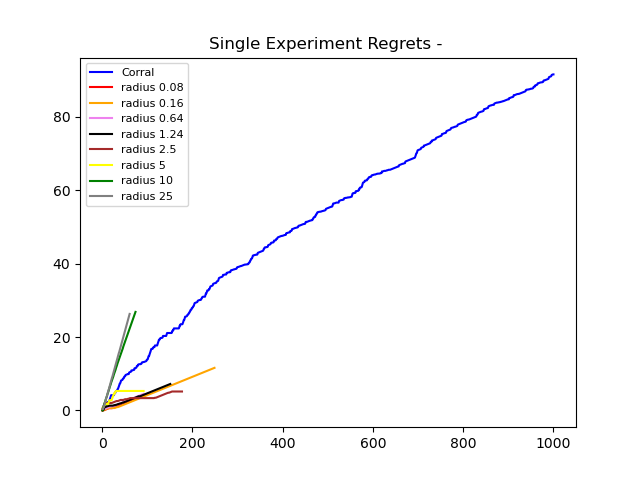 Single Experiment Regrets -
Corral
radius 0.08
radius 0.16
radius 0.64
radius 1.24
radius 2.5
radius 5
radius 10
radius 25
80
60
40
20
0
0 200 400 600 800 1000